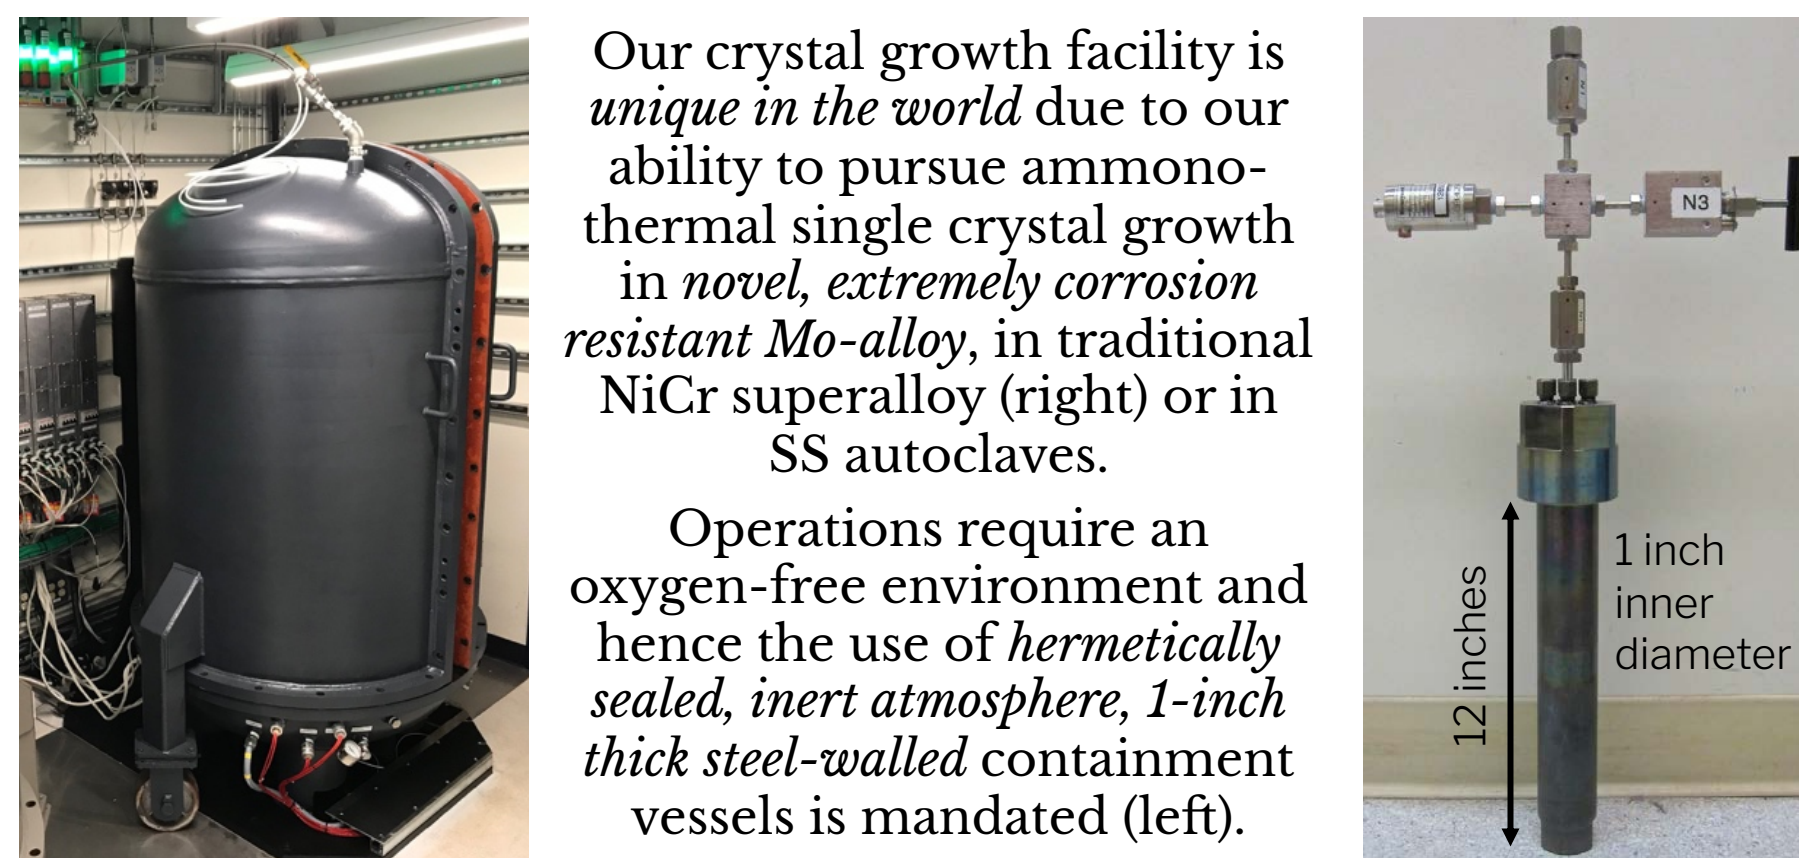 Our crystal growth facility is
unique in the world due to our
ability to pursue ammono-
thermal single crystal growth
in novel, extremely corrosion
resistant Mo-alloy, in traditional
NiCr superalloy (right) or in
SS autoclaves.
Operations require an
oxygen-free environment and
hence the use of hermetically
sealed, inert atmosphere, 1-inch
thick steel-walled containment
vessels is mandated (left).
N3
12 inches
1 inch
inner
diameter